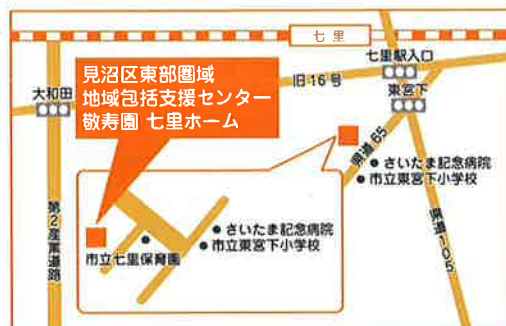 七里
七里駅入口
見沼区東部圏域
地域包括支援センター
敬寿園 七里ホーム
大和田
旧16号
東宮下
県道65
さいたま記念病院
市立東宮下小学校
第2産業道路
さいたま記念病院
市立東宮下小学校
市立七里保育園
県道105